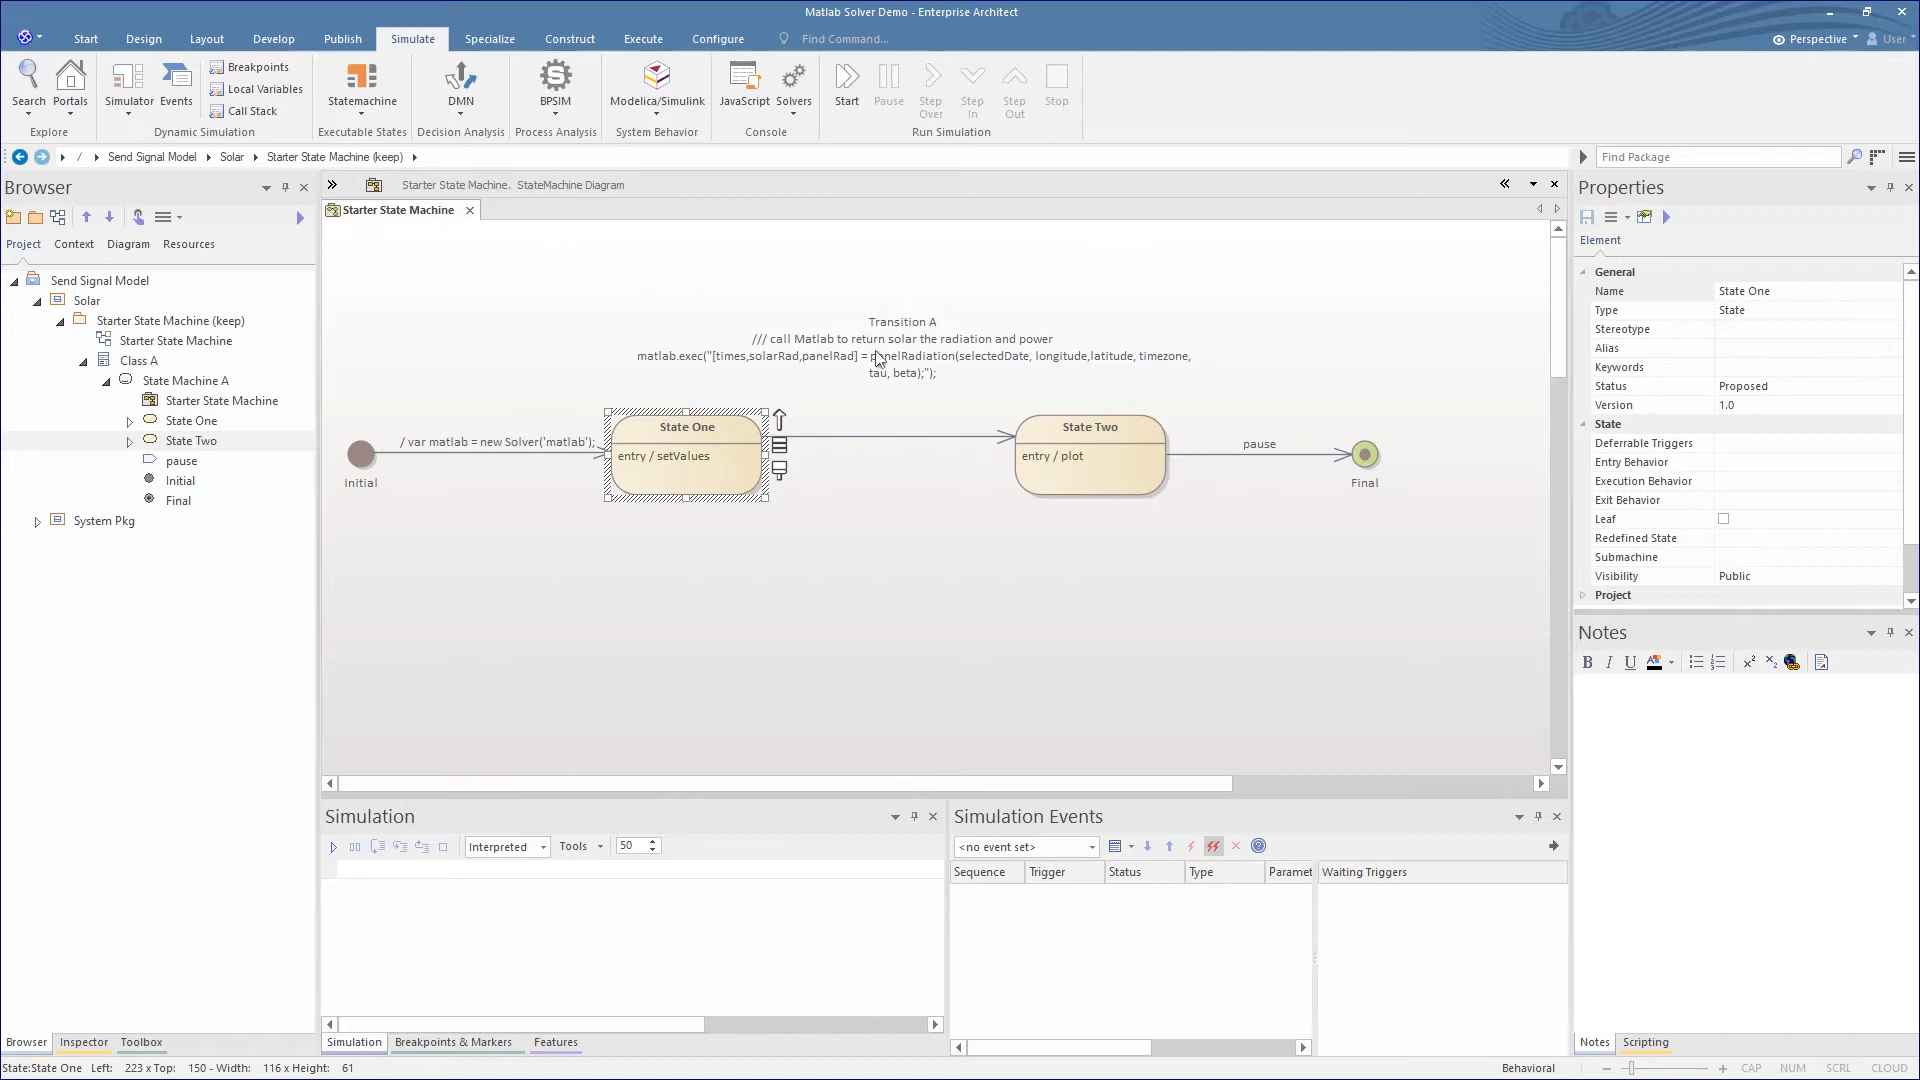 Matlab Solver Demo - Enterprise Architect
Start
Design
Layout
Develop
Publish
Simulate
Specialize
Construct
Execute
Configure
Find Command...
Perspective
User
Search
Portals
Explore
Simulator
Events
Breakpoints
Local Variables
Call Stack
Dynamic Simulation
Statemachine
Executable States
DMN
Decision Analysis
BPSIM
Process Analysis
Modelica/Simulink
System Behavior
JavaScript
Solvers
Console
Start
Pause
Step Over
Step In
Step Out
Stop
Run Simulation
/ Send Signal Model Solar Starter State Machine (keep)
Find Package
Browser
Project
Context
Diagram
Resources
Send Signal Model
Solar
Starter State Machine (keep)
Starter State Machine
Class A
State Machine A
Starter State Machine
State One
State Two
pause
Initial
Final
System Pkg
Browser
Inspector
Toolbox
Starter State Machine. StateMachine Diagram
Starter State Machine
Transition A
/// call Matlab to return solar the radiation and power
matlab.exec("[times,solarRad,panelRad] = panelRadiation(selectedDate, longitude,latitude, timezone,
tau, beta);");
Initial
/ var matlab = new Solver('matlab');
State One
entry / setValues
State Two
entry / plot
pause
Final
Simulation
Interpreted
Tools
50
Simulation
Breakpoints & Markers
Features
Simulation Events
<no event set>
Sequence
Trigger
Status
Type
Paramet
Waiting Triggers
Properties
Element
General
Name State One
Type State
Stereotype
Alias
Keywords
Status Proposed
Version 1.0
State
Deferrable Triggers
Entry Behavior
Execution Behavior
Exit Behavior
Leaf
Redefined State
Submachine
Visibility Public
Project
Notes
B I U
Notes
Scripting
State:State One Left: 223 x Top: 150 - Width: 116 x Height: 61
Behavioral
CAP
NUM
SCRL
CLOUD